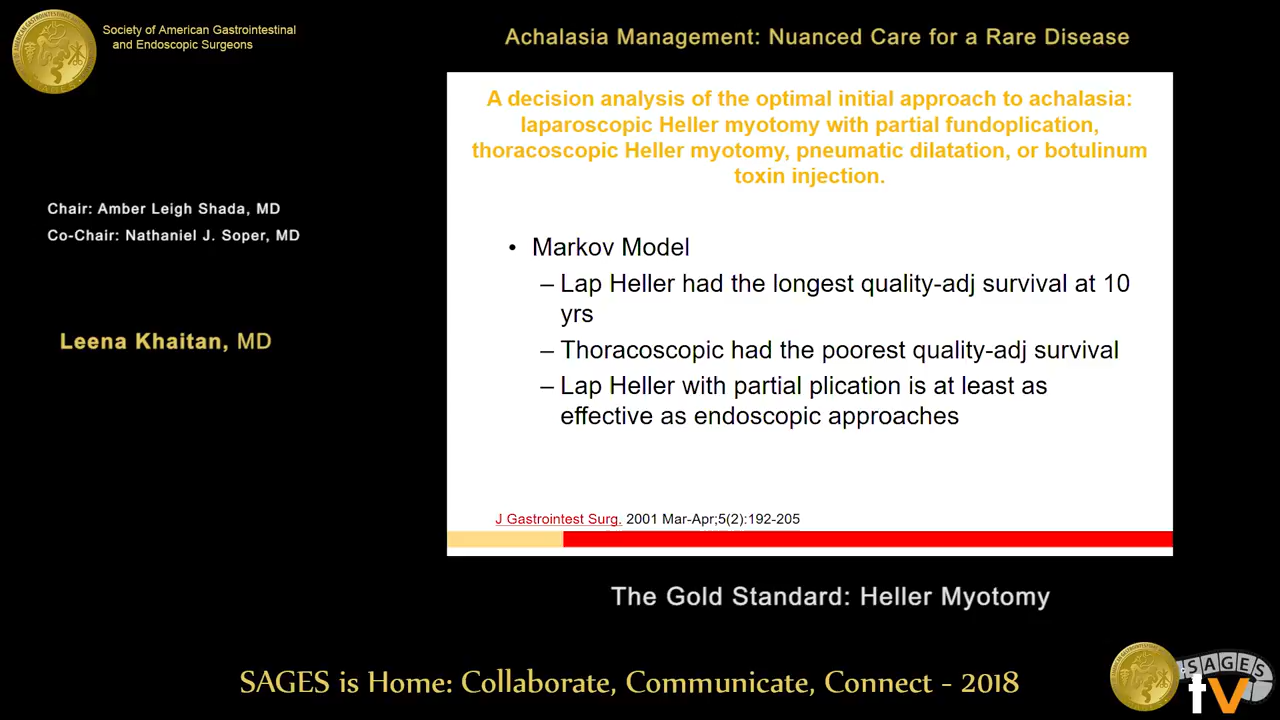 Society of American Gastrointestinal
and Endoscopic Surgeons
Achalasia Management: Nuanced Care for a Rare Disease
Chair: Amber Leigh Shada, MD
Co-Chair: Nathaniel J. Soper, MD
Leena Khaitan, MD
A decision analysis of the optimal initial approach to achalasia:
laparoscopic Heller myotomy with partial fundoplication,
thoracoscopic Heller myotomy, pneumatic dilatation, or botulinum
toxin injection.
• Markov Model
– Lap Heller had the longest quality-adj survival at 10
yrs
– Thoracoscopic had the poorest quality-adj survival
– Lap Heller with partial plication is at least as
effective as endoscopic approaches
J Gastrointest Surg. 2001 Mar-Apr;5(2):192-205
The Gold Standard: Heller Myotomy
SAGES is Home: Collaborate, Communicate, Connect - 2018
SAGES
tv